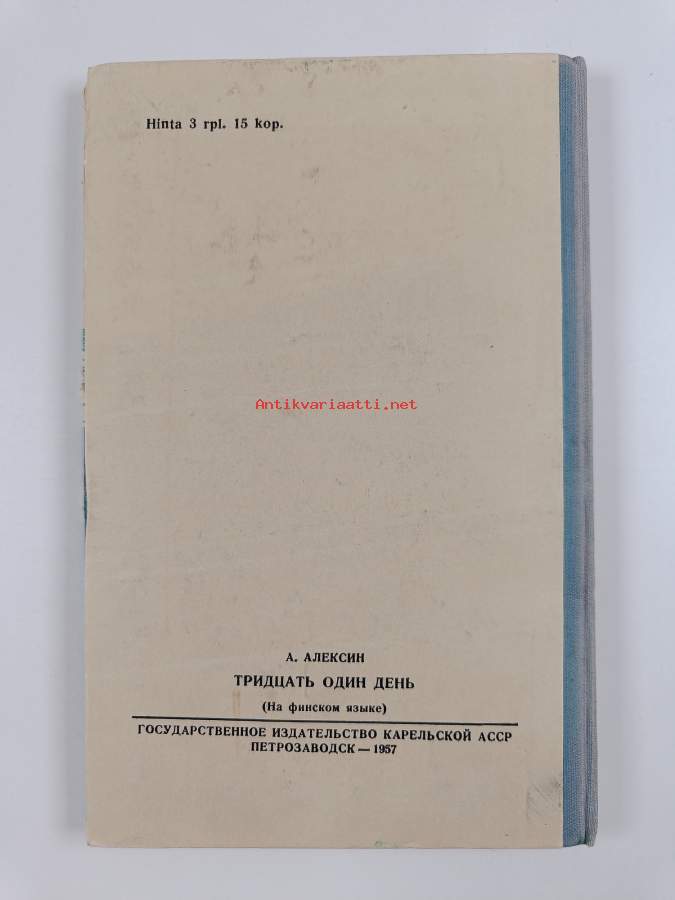 Hinta 3 rpl. 15 kop.
Antikvariaatti.net
А. АЛЕКСИН
ТРИДЦАТЬ ОДИН ДЕНЬ
(На финском языке)
ГОСУДАРСТВЕННОЕ ИЗДАТЕЛЬСТВО КАРЕЛЬСКОЙ АССР
ПЕТРОЗАВОДСК — 1957